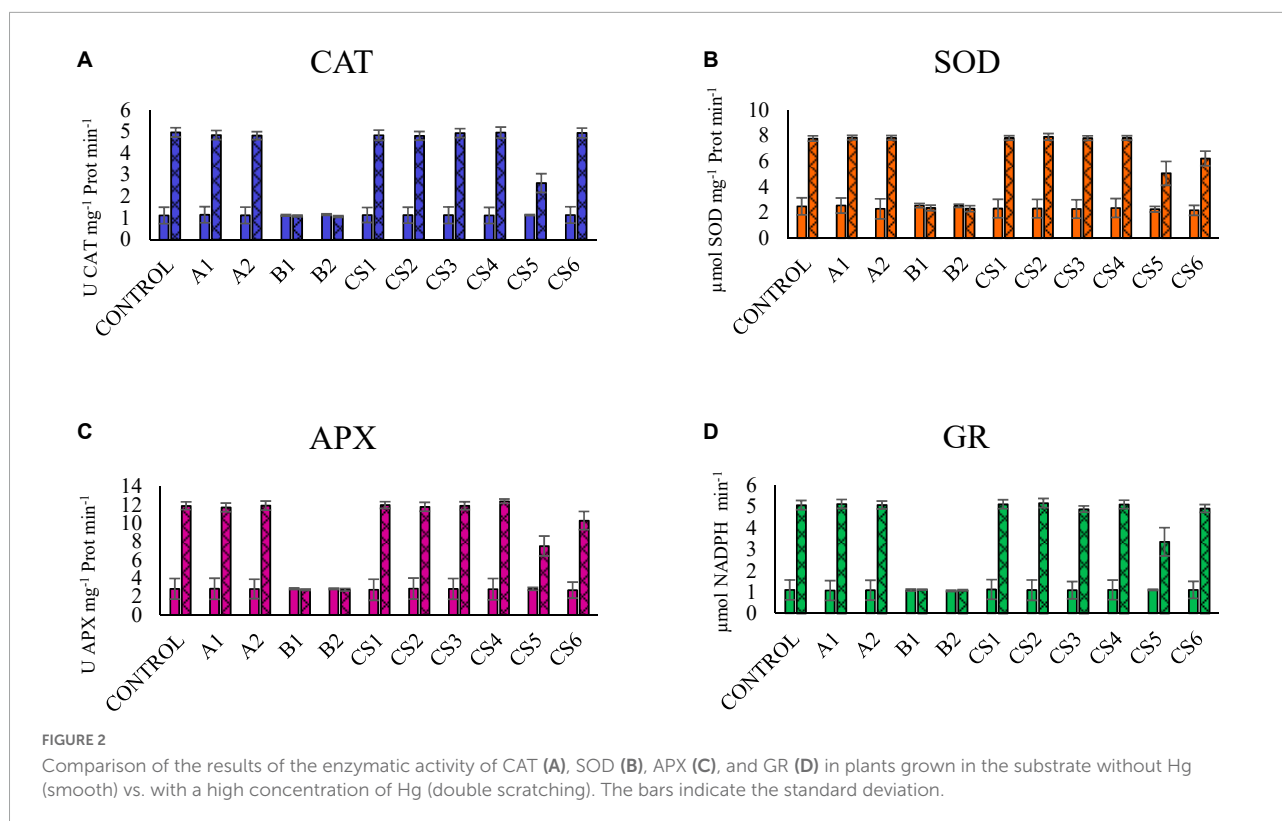 A
CAT
U CAT mg-1 Prot min-1
6
5
4
3
2
1
0
CONTROL
A1
A2
B1
B2
CS1
CS2
CS3
CS4
CS5
CS6
B
SOD
µmol SOD mg-1 Prot min-1
10
8
6
4
2
0
CONTROL
A1
A2
B1
B2
CS1
CS2
CS3
CS4
CS5
CS6
C
APX
U APX mg-1 Prot min-1
14
12
10
8
6
4
2
0
CONTROL
A1
A2
B1
B2
CS1
CS2
CS3
CS4
CS5
CS6
D
GR
µmol NADPH min-1
6
5
4
3
2
1
0
CONTROL
A1
A2
B1
B2
CS1
CS2
CS3
CS4
CS5
CS6
FIGURE 2
Comparison of the results of the enzymatic activity of CAT (A), SOD (B), APX (C), and GR (D) in plants grown in the substrate without Hg
(smooth) vs. with a high concentration of Hg (double scratching). The bars indicate the standard deviation.